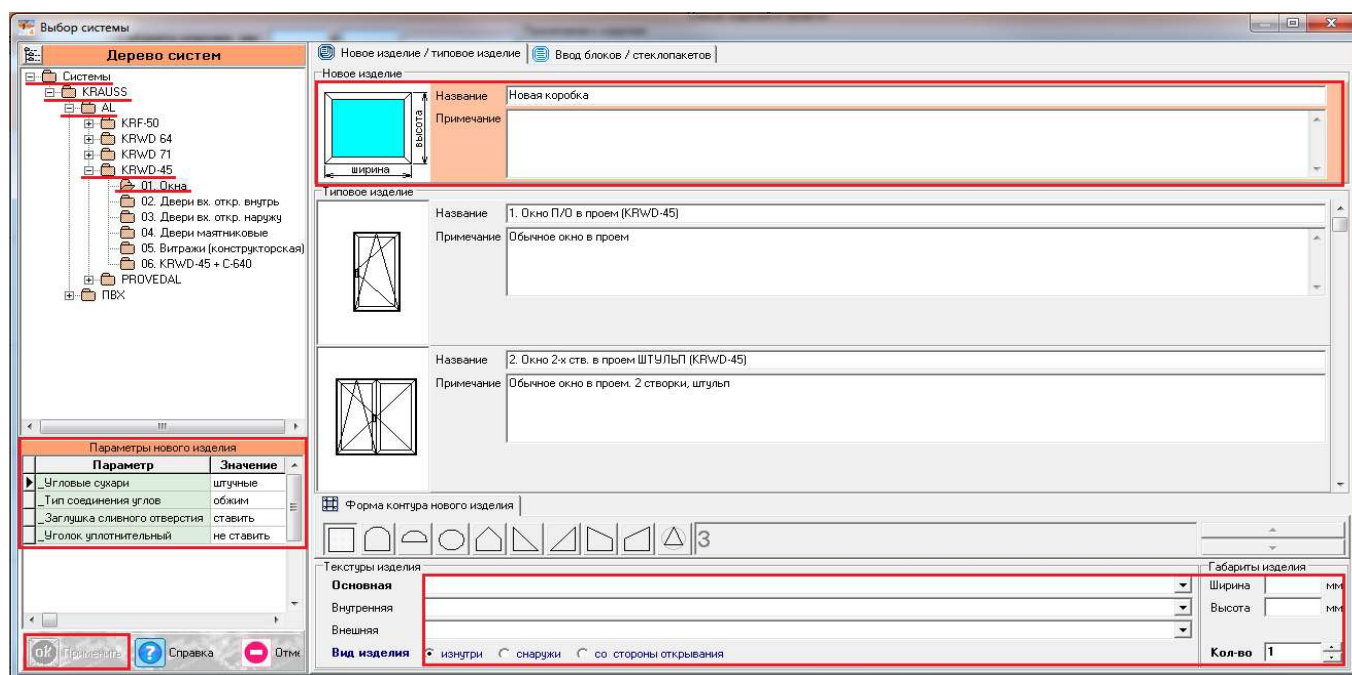 Выбор системы
Дерево систем
Системы
KRAUSS
AL
KRF-50
KRWD 64
KRWD 71
KRWD-45
01. Окна
02. Двери вх. откр. внутрь
03. Двери вх. откр. наружу
04. Двери маятниковые
05. Витражи (конструкторская)
06. KRWD-45 + C-640
PROVEDAL
ПВХ
Параметры нового изделия
Параметр Значение
_Угловые сухари штучные
_Тип соединения углов обжим
_Заглушка сливного отверстия ставить
_Уголок уплотнительный не ставить
ok Применить Справка Отме
Новое изделие / типовое изделие Ввод блоков / стеклопакетов
Новое изделие
высота
ширина
Название Новая коробка
Примечание
Типовое изделие
Название 1. Окно П/О в проем (KRWD-45)
Примечание Обычное окно в проем
Название 2. Окно 2-х ств. в проем ШТУЛЬП (KRWD-45)
Примечание Обычное окно в проем. 2 створки, штульп
Форма контура нового изделия
3
Текстуры изделия
Основная
Внутренняя
Внешняя
Вид изделия изнутри снаружи со стороны открывания
Габариты изделия
Ширина мм
Высота мм
Кол-во 1